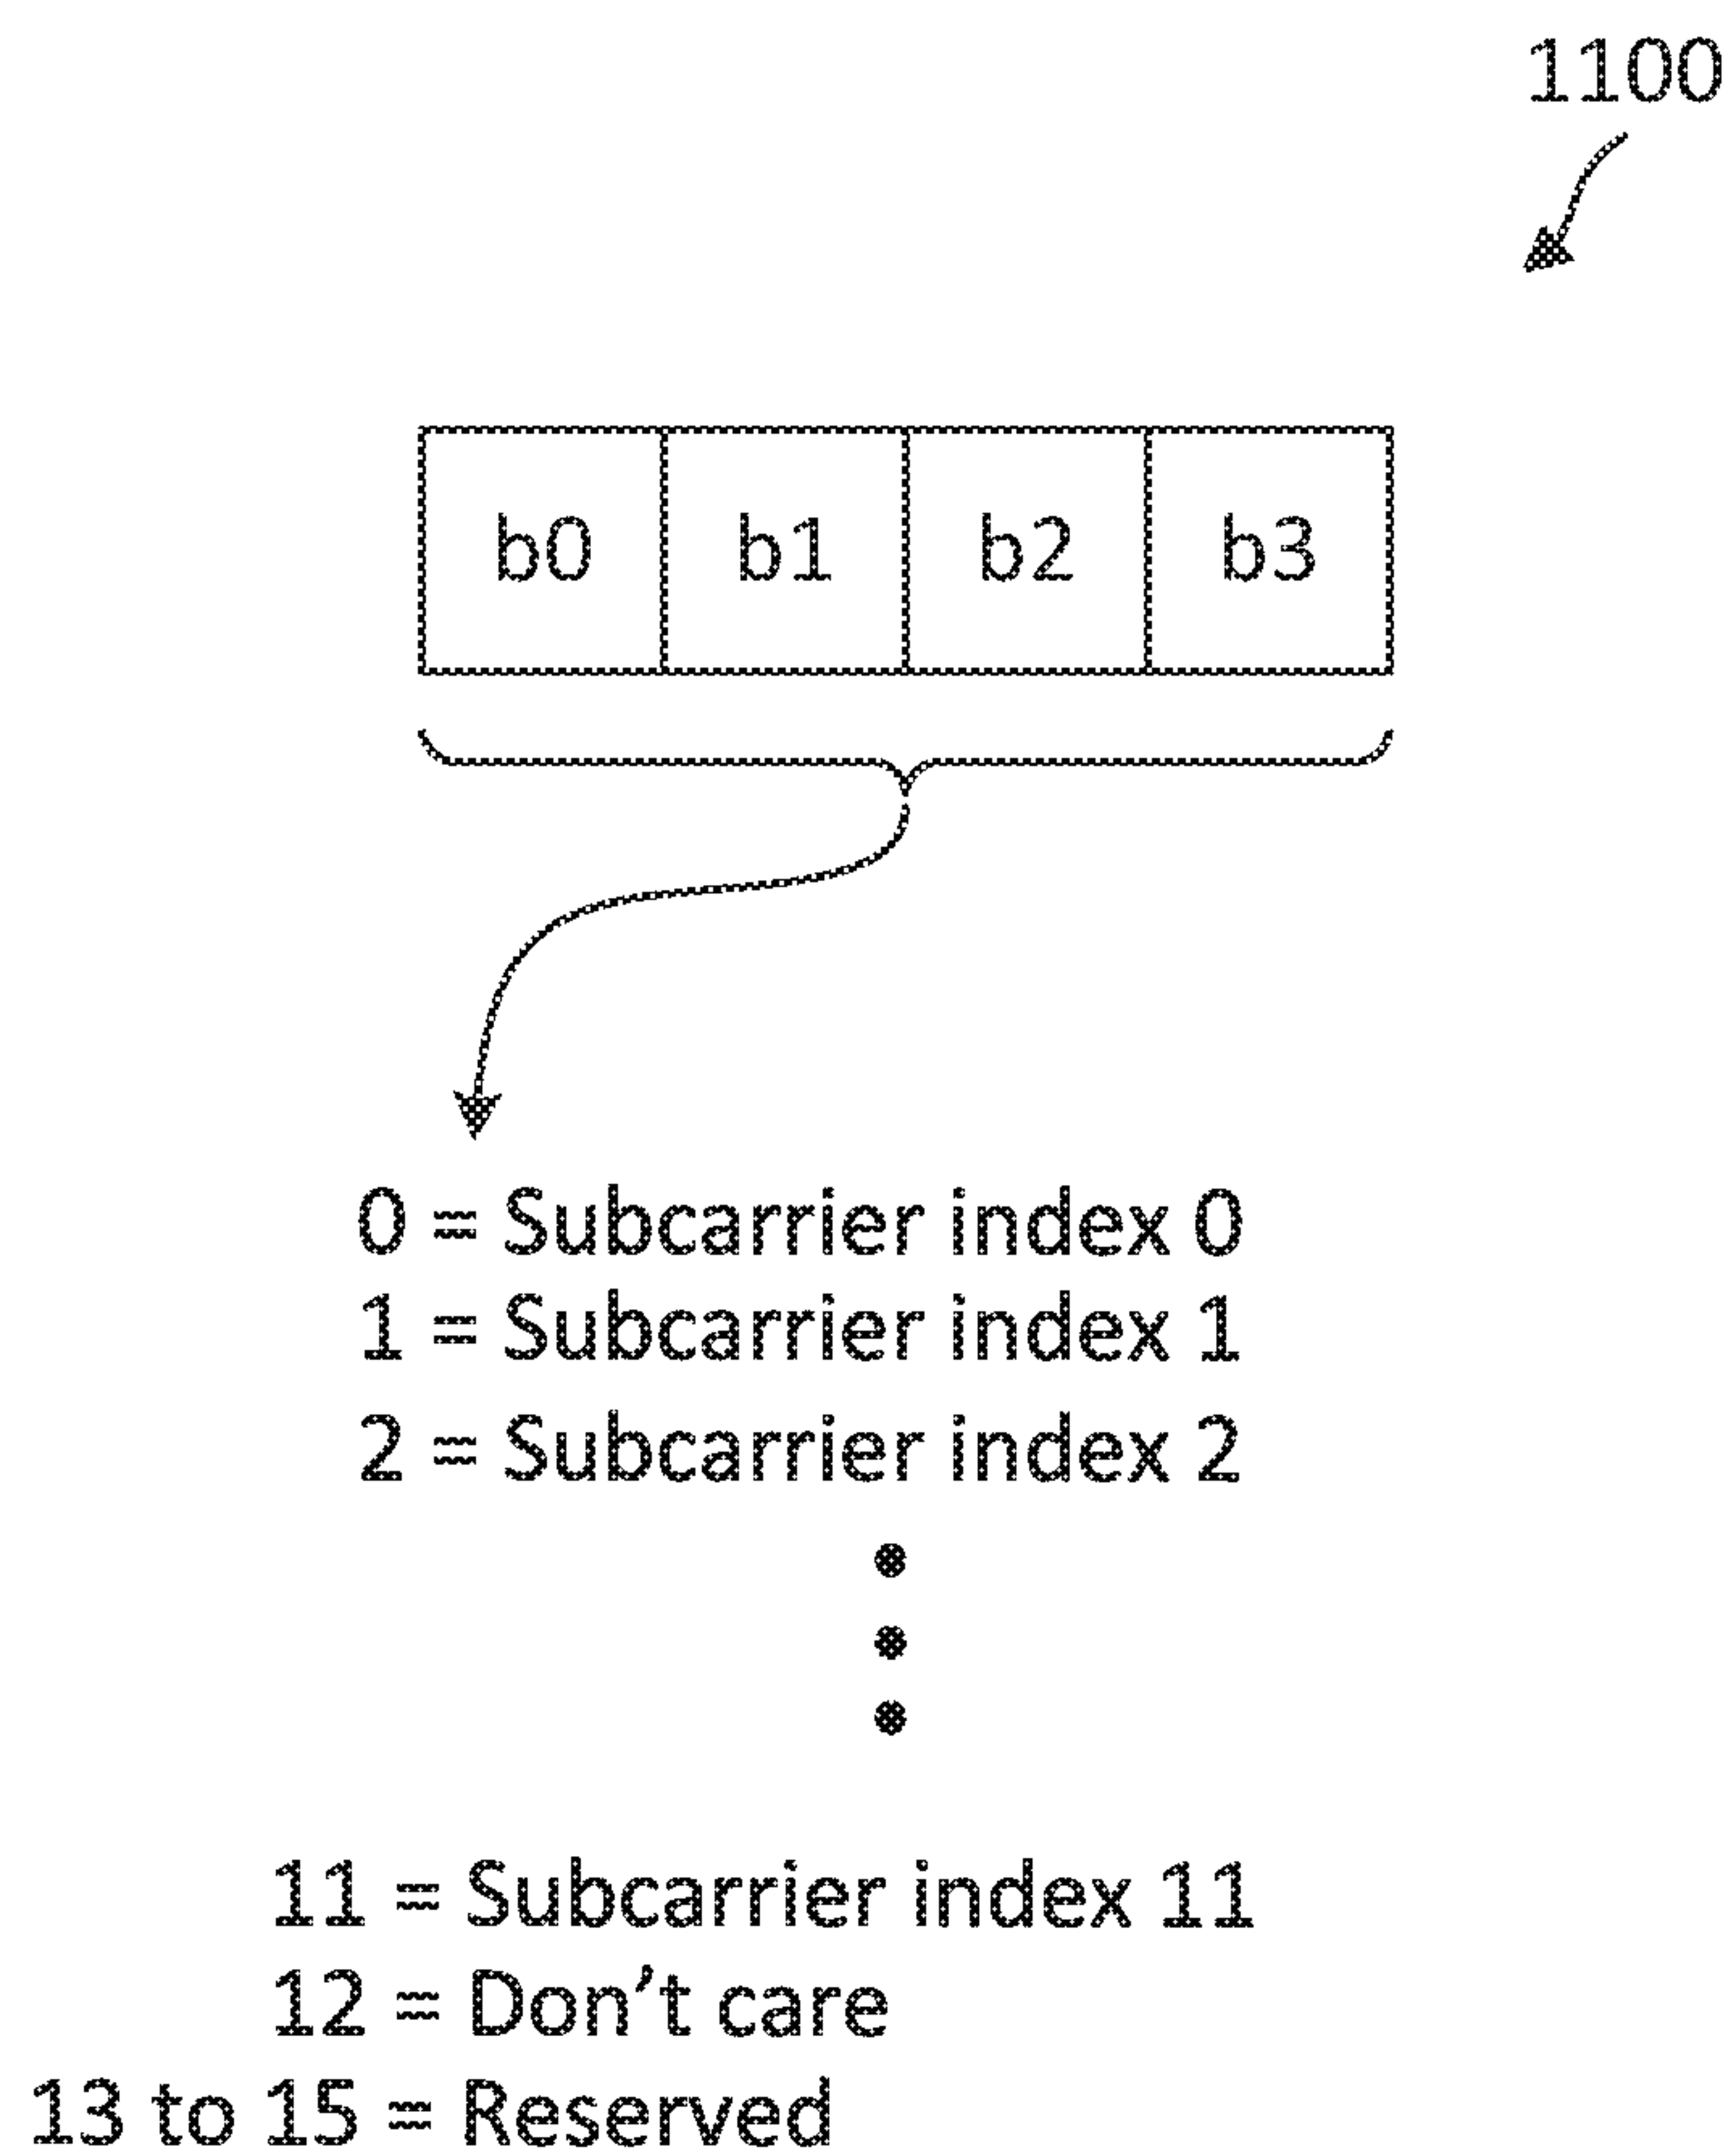 1100
b0 b1 b2 b3
0 = Subcarrier index 0
1 = Subcarrier index 1
2 = Subcarrier index 2
11 = Subcarrier index 11
12 = Don’t care
13 to 15 = Reserved